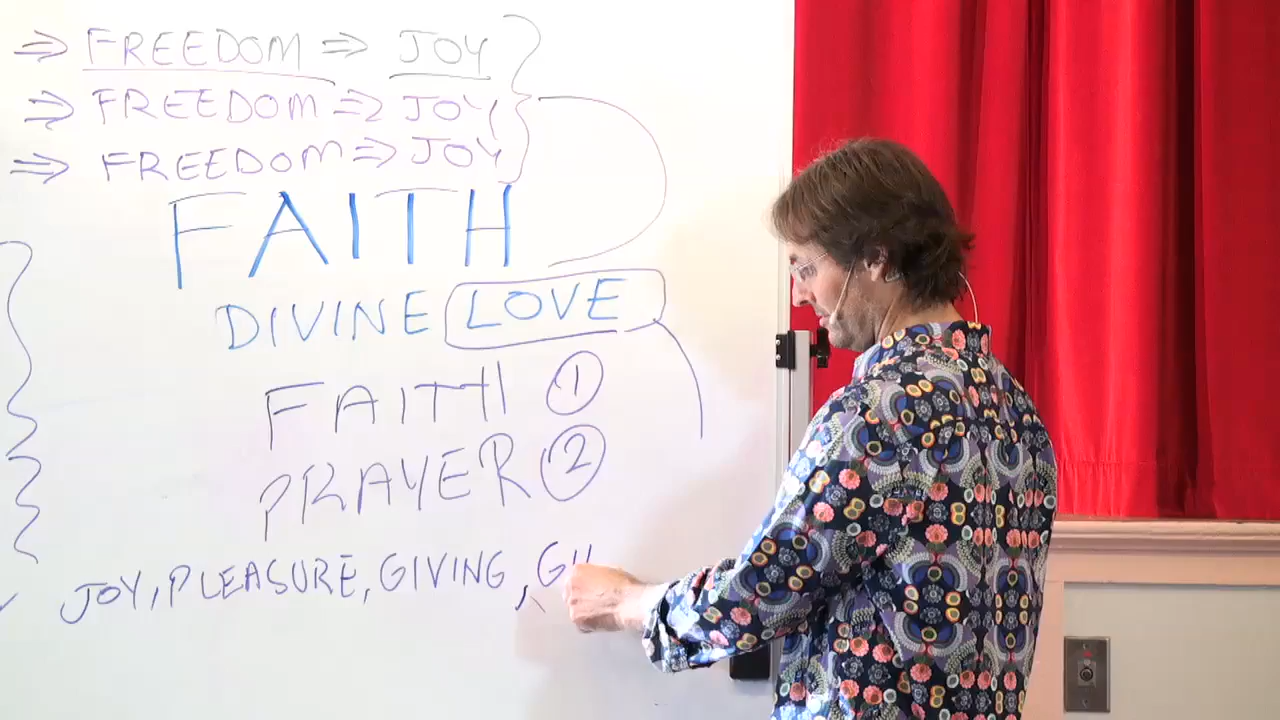 ⇒ FREEDOM ⇒ JOY
⇒ FREEDOM ⇒ JOY
⇒ FREEDOM ⇒ JOY
FAITH
DIVINE LOVE
FAITH 1
PRAYER 2
JOY, PLEASURE, GIVING,